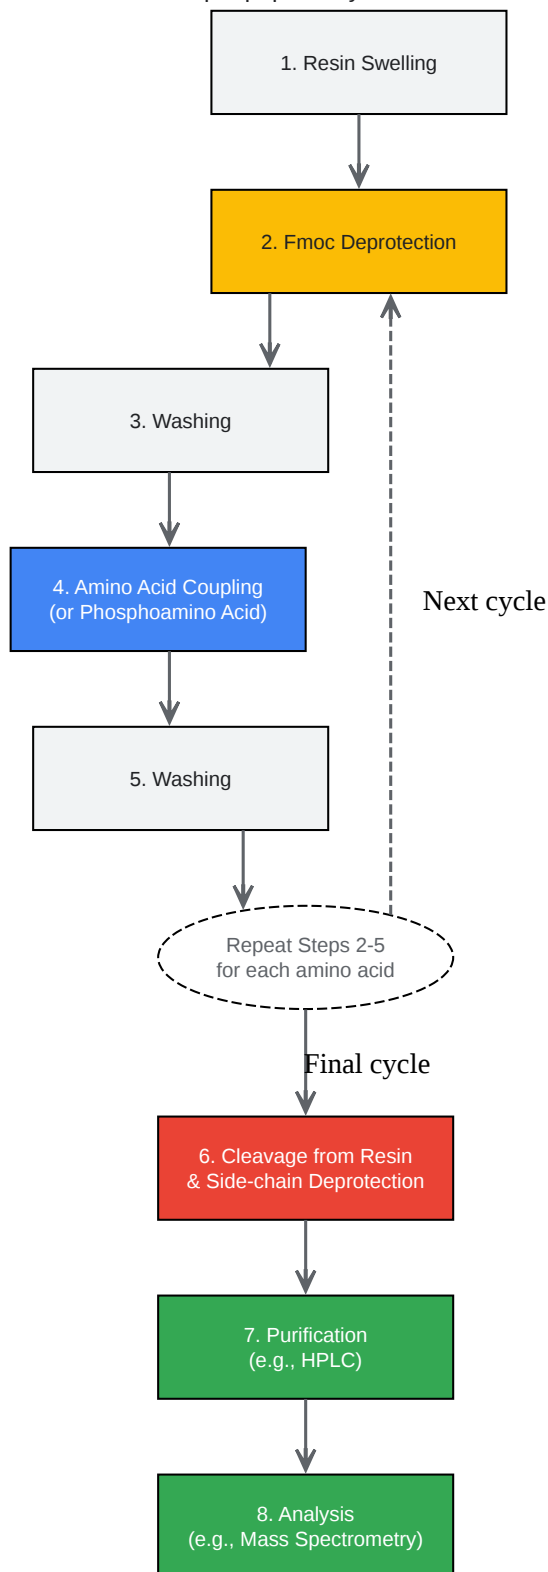 1. Resin Swelling
2. Fmoc Deprotection
3. Washing
4. Amino Acid Coupling
(or Phosphoamino Acid)
Next cycle
5. Washing
Repeat Steps 2-5
for each amino acid
Final cycle
6. Cleavage from Resin
& Side-chain Deprotection
7. Purification
(e.g., HPLC)
8. Analysis
(e.g., Mass Spectrometry)